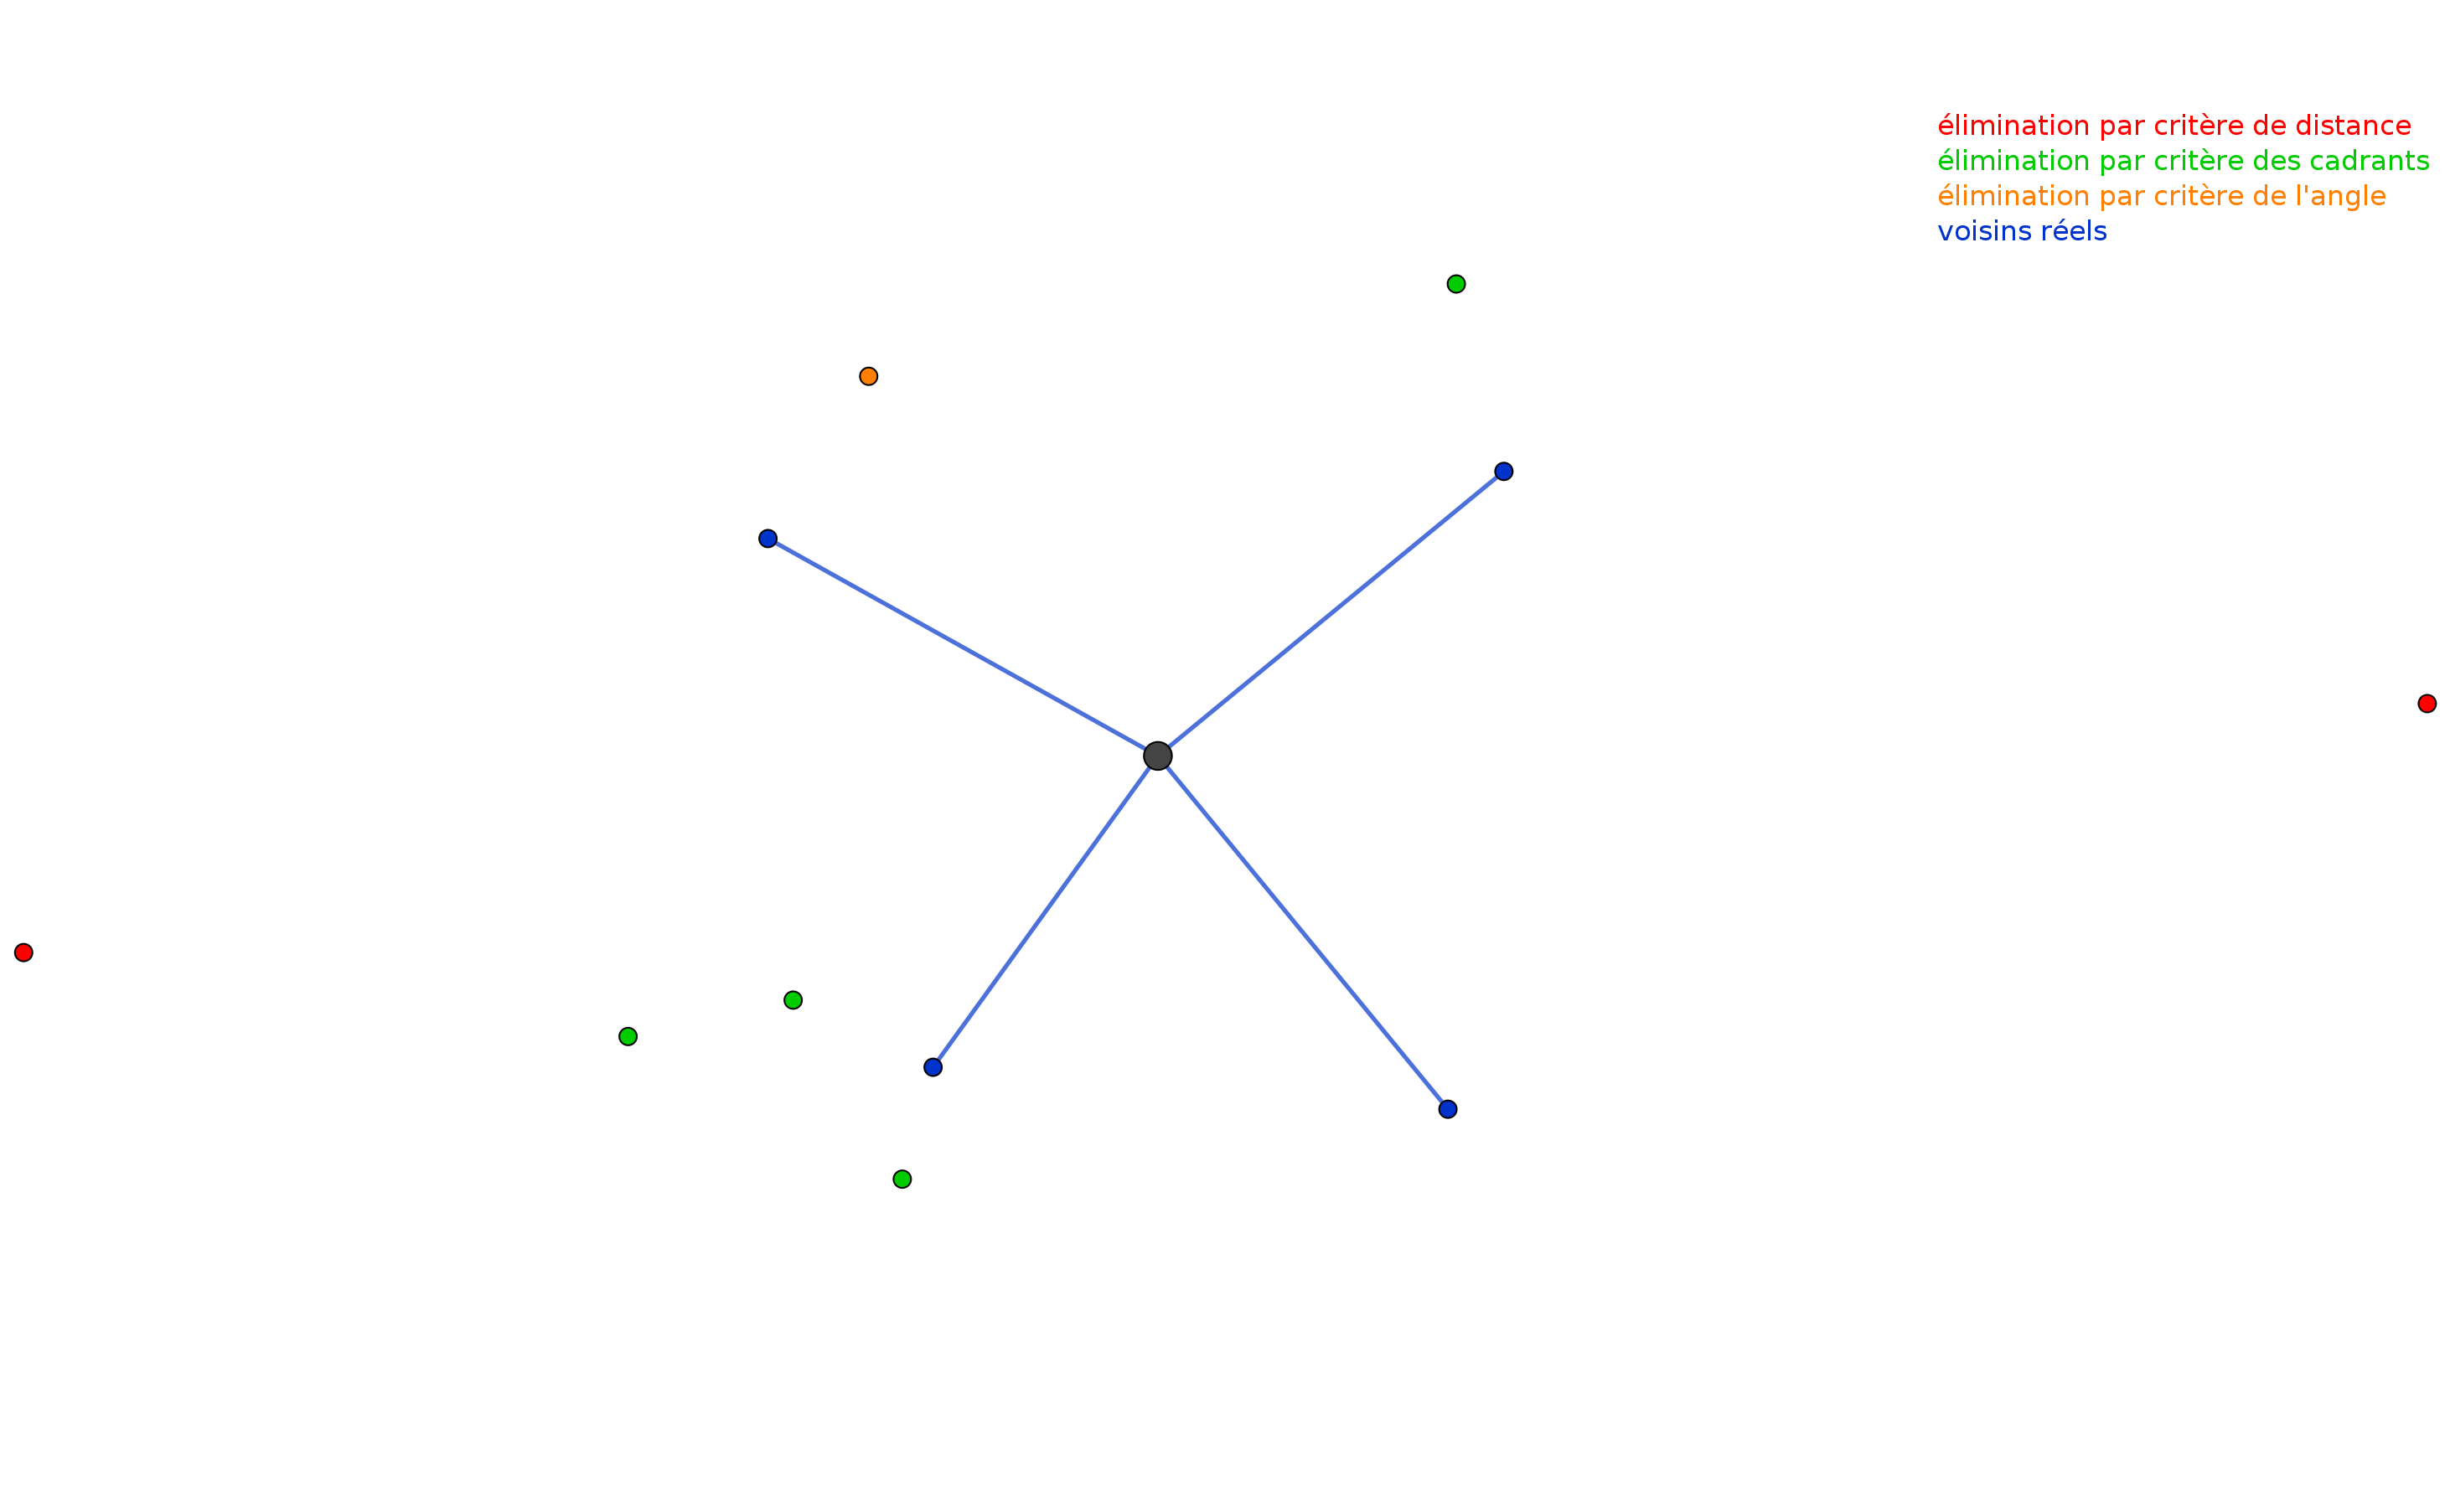 élimination par critère de distance
élimination par critère des cadrants
élimination par critère de l'angle
voisins réels